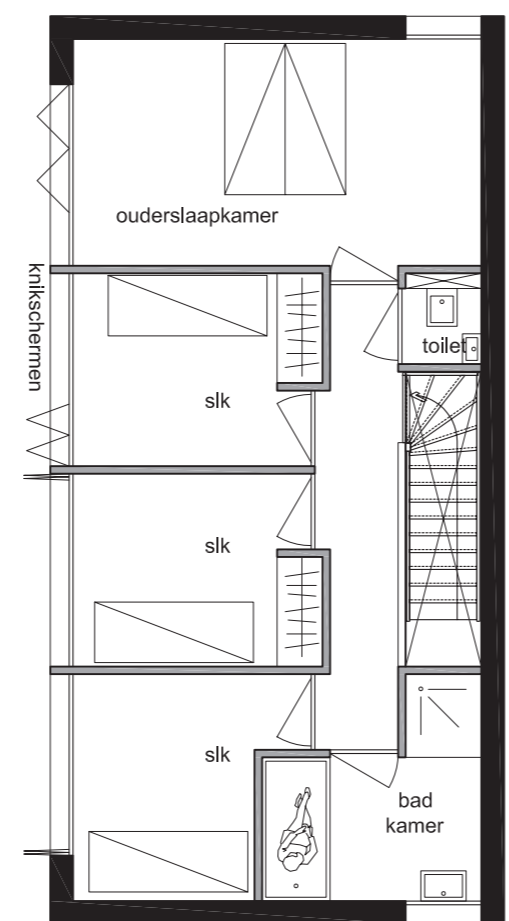 ouderslaapkamer
knikschermen
toilet
slk
slk
slk
bad
kamer